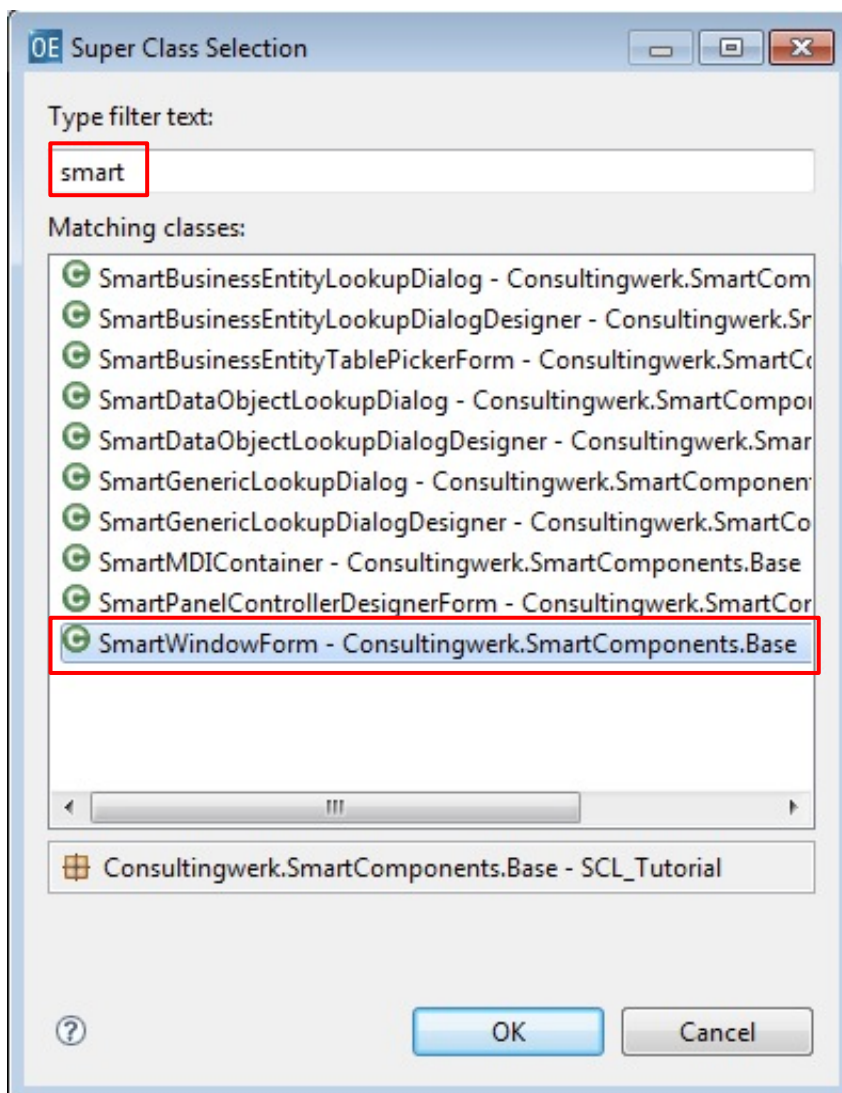 OE Super Class Selection
Type filter text:
smart
Matching classes:
SmartBusinessEntityLookupDialog - Consultingwerk.SmartCom
SmartBusinessEntityLookupDialogDesigner - Consultingwerk.Sr
SmartBusinessEntityTablePickerForm - Consultingwerk.SmartCo
SmartDataObjectLookupDialog - Consultingwerk.SmartCompoi
SmartDataObjectLookupDialogDesigner - Consultingwerk.Smar
SmartGenericLookupDialog - Consultingwerk.SmartComponen
SmartGenericLookupDialogDesigner - Consultingwerk.SmartCo
SmartMDIContainer - Consultingwerk.SmartComponents.Base
SmartPanelControllerDesignerForm - Consultingwerk.SmartCor
SmartWindowForm - Consultingwerk.SmartComponents.Base
Consultingwerk.SmartComponents.Base - SCL_Tutorial
OK Cancel